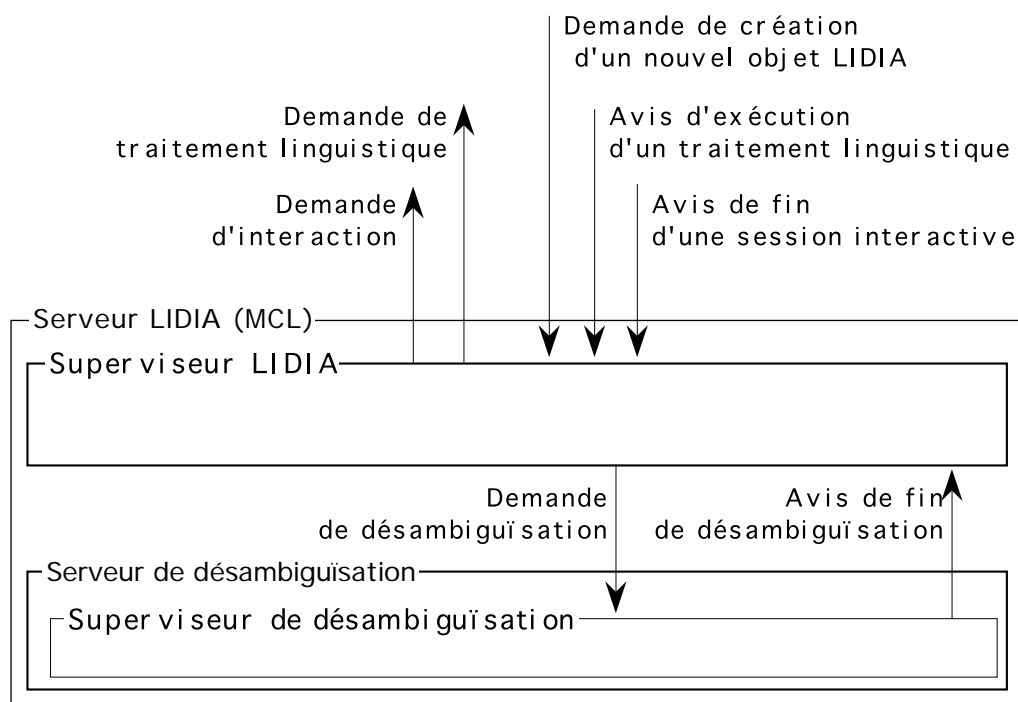 Demande de création
d'un nouvel objet LIDIA
Demande de
traitement linguistique
Avis d'exécution
d'un traitement linguistique
Demande
d'interaction
Avis de fin
d'une session interactive
Serveur LIDIA (MCL)
Superviseur LIDIA
Demande
de désambiguïsation
Avis de fin
de désambiguïsation
Serveur de désambiguïsation
Superviseur de désambiguïsation